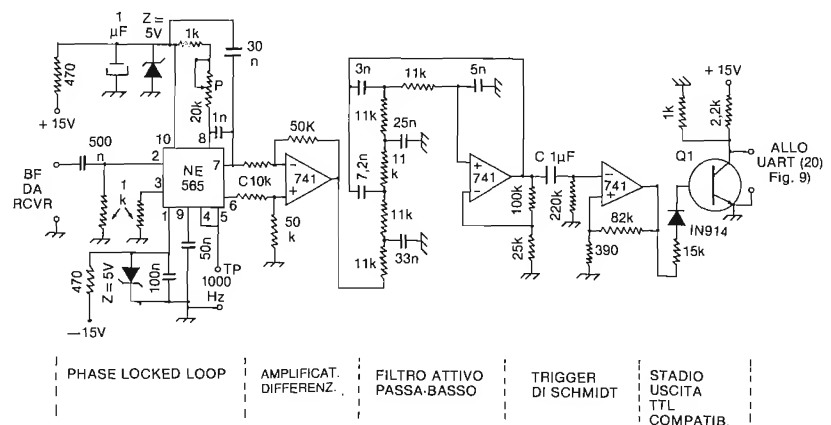 1
µF
Z=
5V
1k
30
n
470
+15V
P
20k
1n
3n
11k
5n
11k
25n
50K
+15V
1k
2,2k
500
n
10
8
2
NE
565
7
3
6
1
9
4
5
BF
DA
RCVR
1
k
C10k
−
+
741
50
k
7,2n
11
k
11k
33n
11k
+
−
741
100k
25k
C 1µF
220k
−
+
741
82k
390
Q1
ALLO
UART (20)
Fig. 9)
IN914
15k
470
Z=5V
100n
50n
TP
1000
Hz
—15V
PHASE LOCKED LOOP
AMPLIFICAT.
DIFFERENZ.
FILTRO ATTIVO
PASSA-BASSO
TRIGGER
DI SCHMIDT
STADIO
USCITA
TTL
COMPATIB.